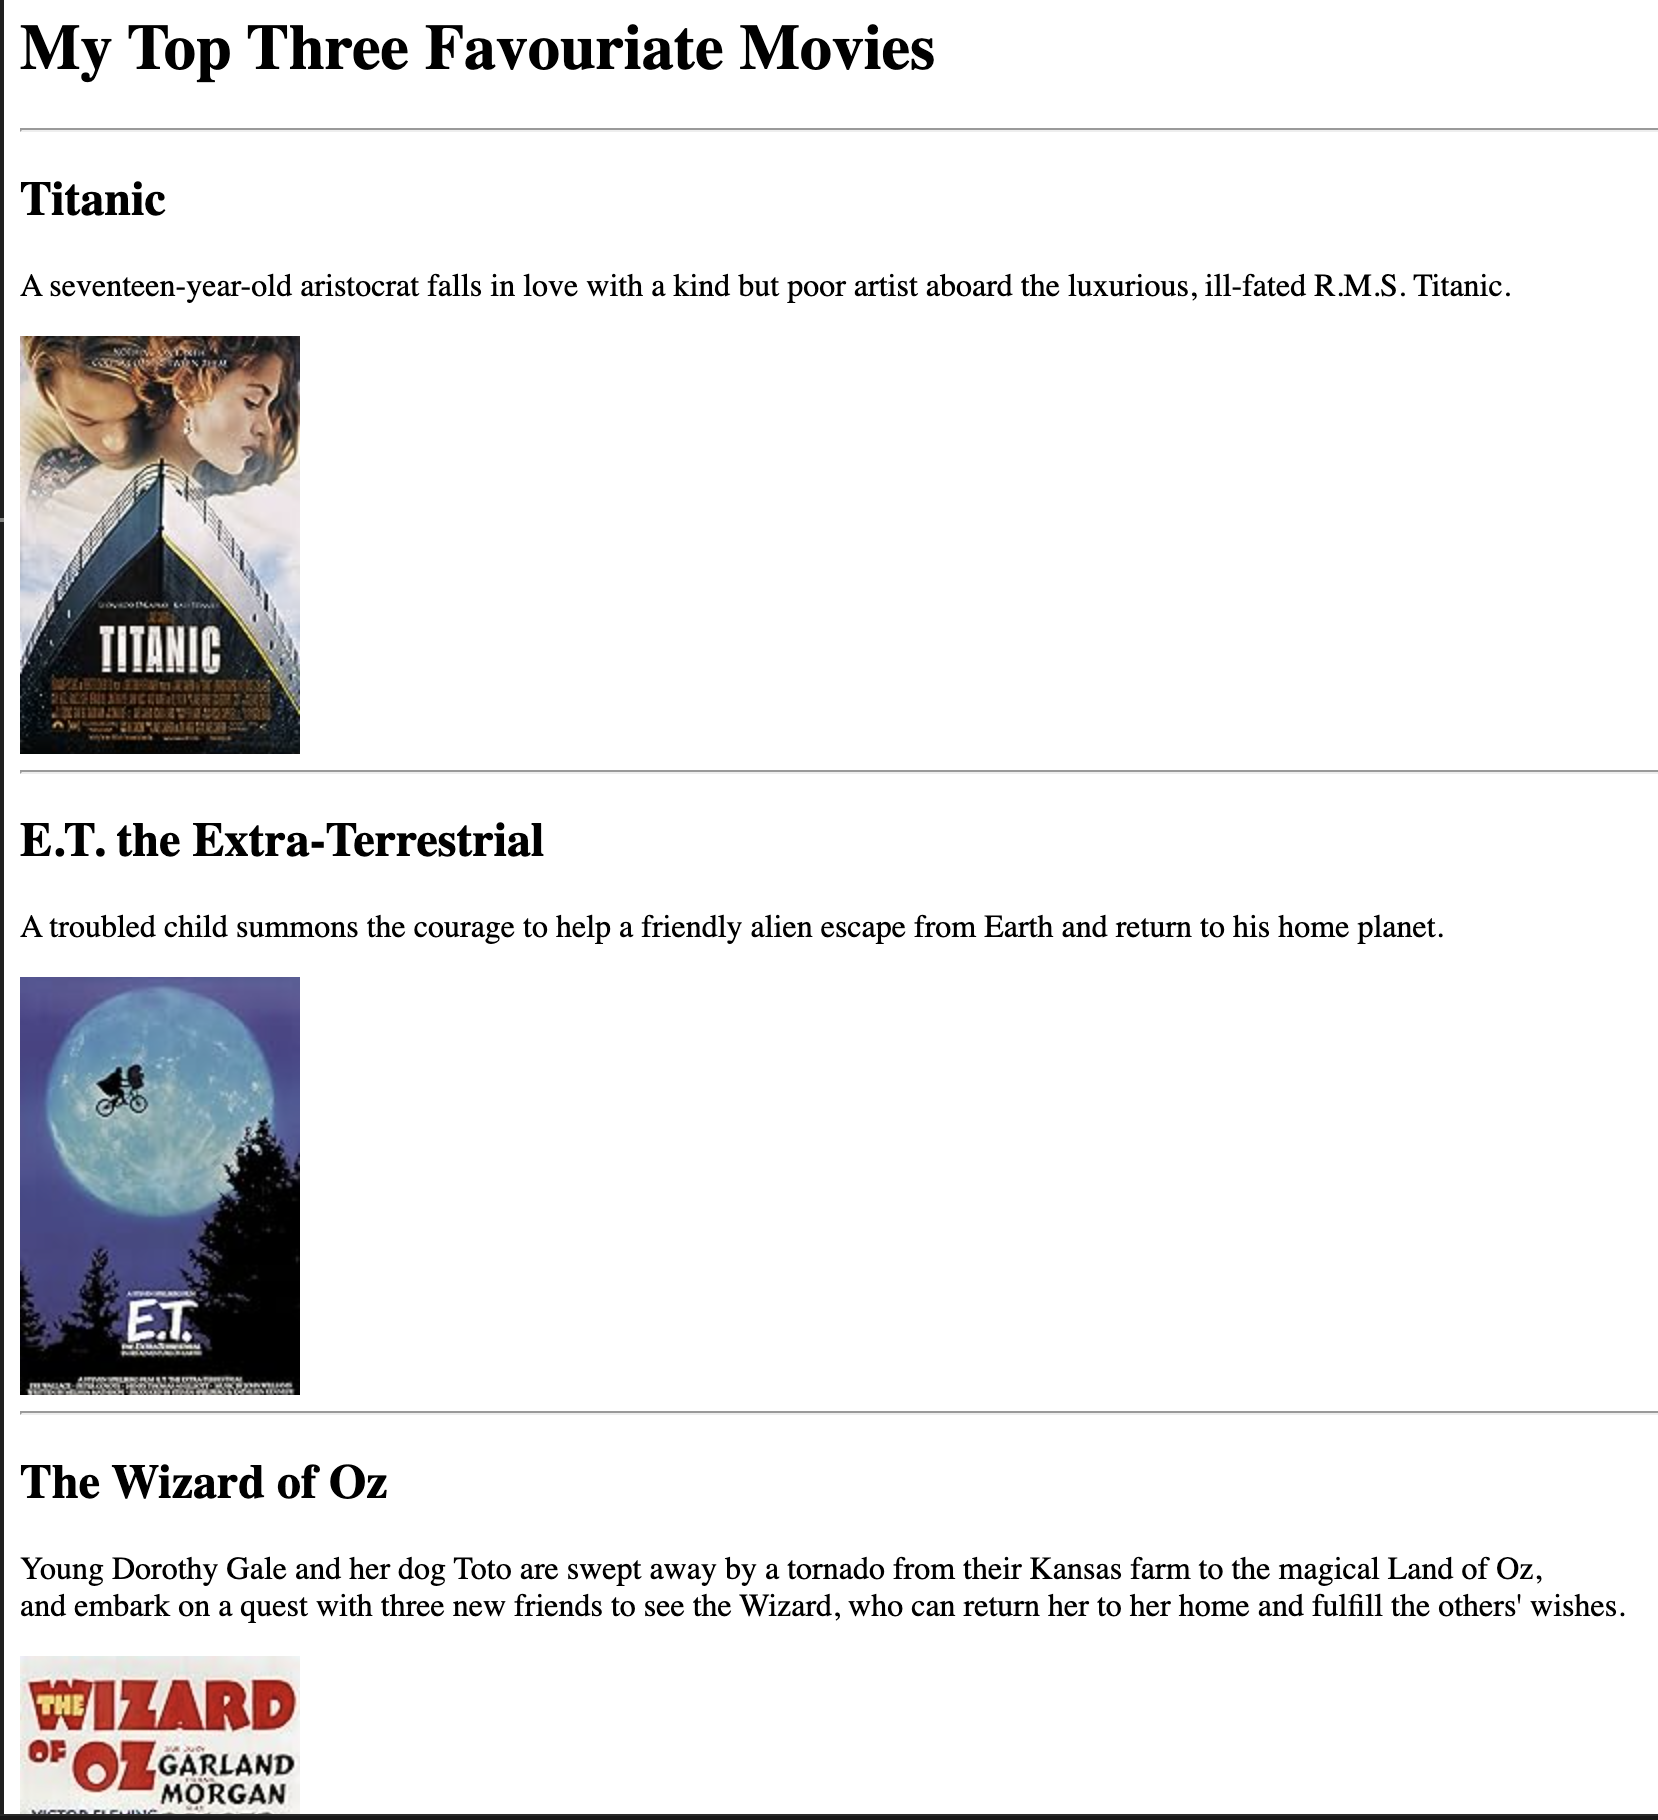 My Top Three Favouriate Movies
Titanic
A seventeen-year-old aristocrat falls in love with a kind but poor artist aboard the luxurious, ill-fated R.M.S. Titanic.
TITANIC
E.T. the Extra-Terrestrial
A troubled child summons the courage to help a friendly alien escape from Earth and return to his home planet.
E.T.
The Wizard of Oz
Young Dorothy Gale and her dog Toto are swept away by a tornado from their Kansas farm to the magical Land of Oz,
and embark on a quest with three new friends to see the Wizard, who can return her to her home and fulfill the others' wishes.
THE WIZARD
OF OZ GARLAND
MORGAN